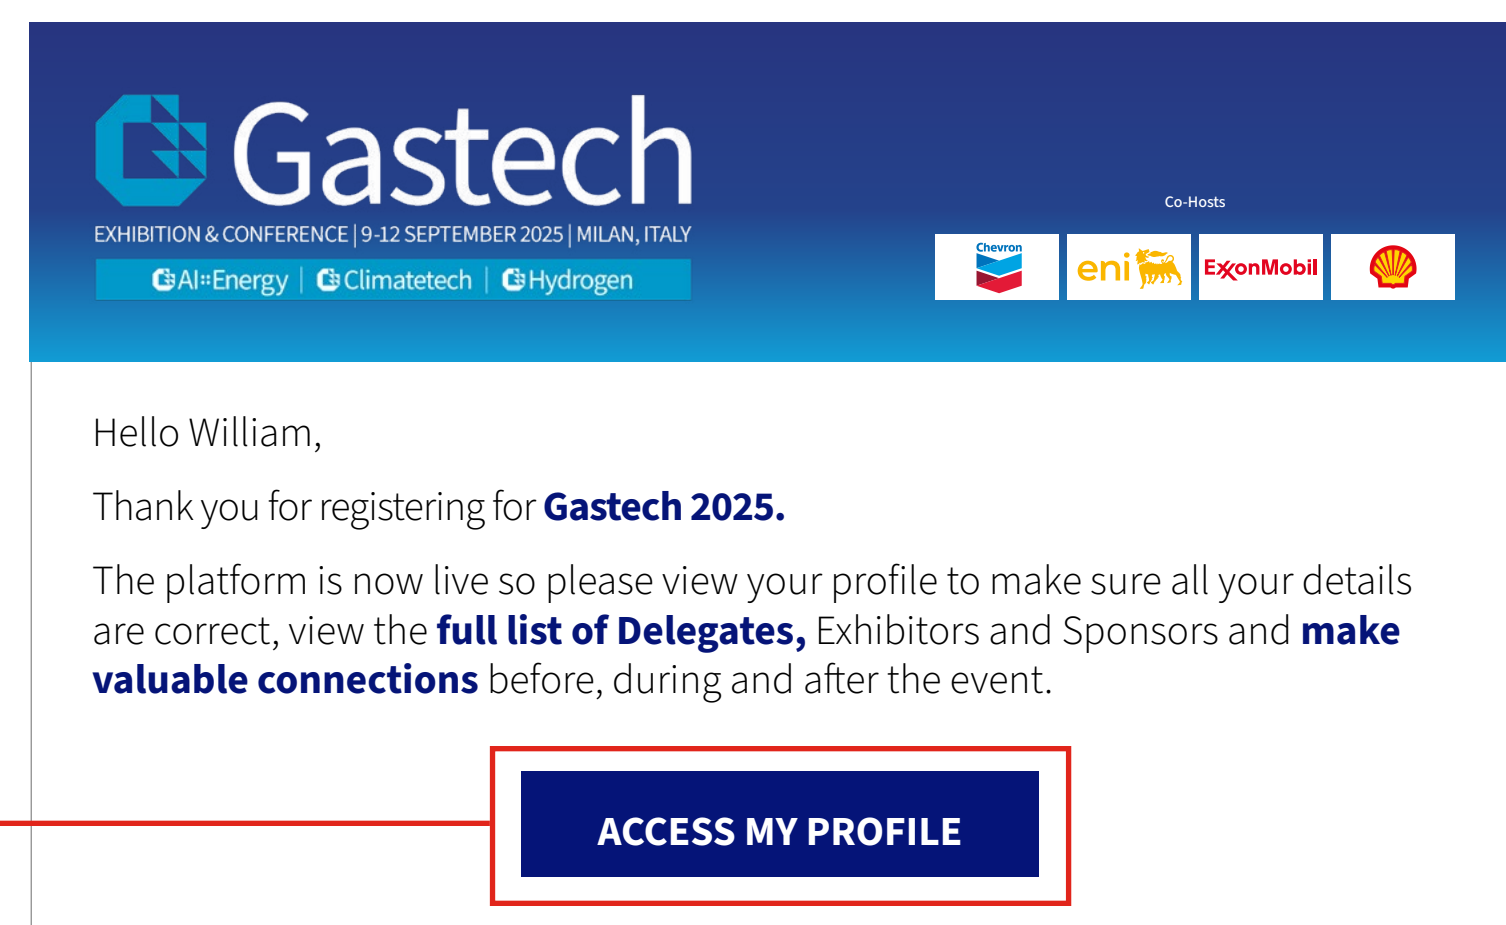 Gastech
EXHIBITION & CONFERENCE | 9-12 SEPTEMBER 2025 | MILAN, ITALY
AI::Energy | Climatetech | Hydrogen
Co-Hosts
Chevron
eni
ExxonMobil
Hello William,
Thank you for registering for Gastech 2025.
The platform is now live so please view your profile to make sure all your details
are correct, view the full list of Delegates, Exhibitors and Sponsors and make
valuable connections before, during and after the event.
ACCESS MY PROFILE